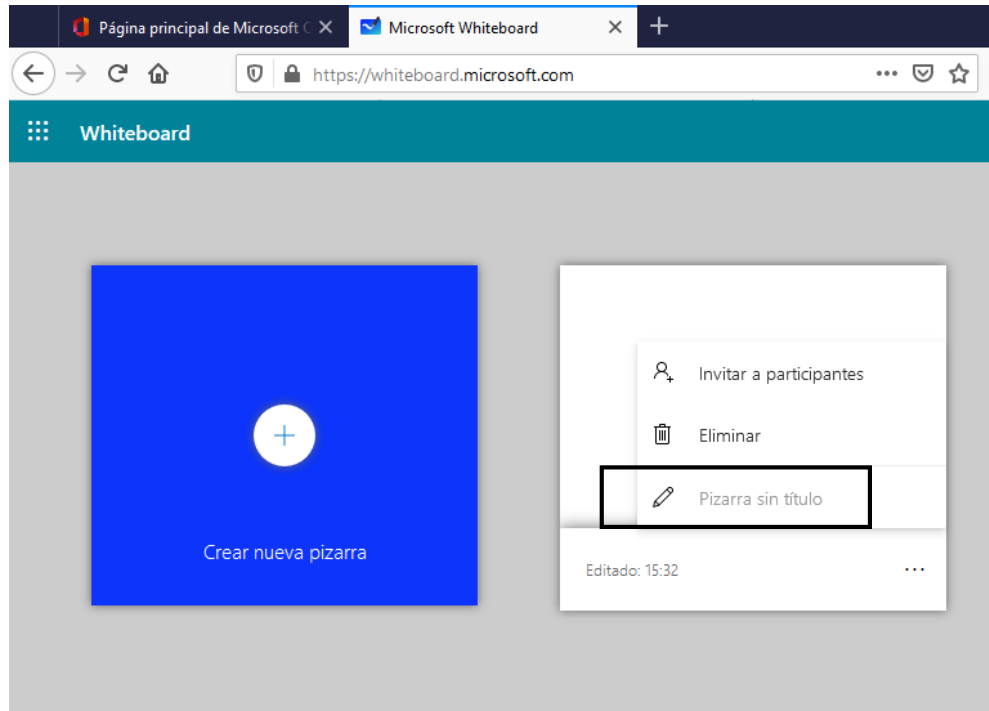 Página principal de Microsoft
Microsoft Whiteboard
https://whiteboard.microsoft.com
Whiteboard
Crear nueva pizarra
Invitar a participantes
Eliminar
Pizarra sin título
Editado: 15:32